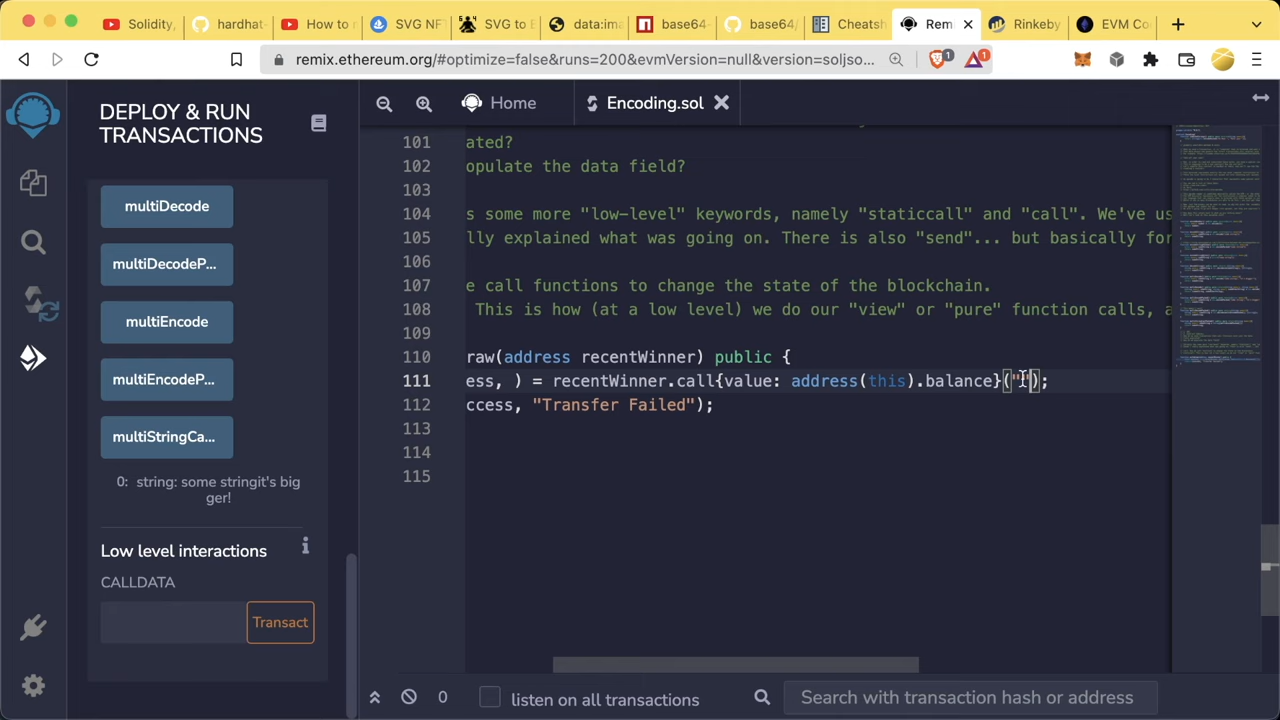 Solidity,
hardhat-
How to
SVG NF
SVG to E
data:ima
base64-
base64/
Cheatsh
Remi
Rinkeby
EVM Co
remix.ethereum.org/#optimize=false&runs=200&evmVersion=null&version=soljso...
DEPLOY & RUN
TRANSACTIONS
Home
Encoding.sol
multiDecode
multiDecodeP...
multiEncode
multiEncodeP...
multiStringCa...
0: string: some stringit's big
ger!
Low level interactions
CALLDATA
Transact
101 ated?
102 opulate the data field?
103
104 s some more "low-level" keywords, namely "staticcall" and "call". We've us
105 lly explained what was going on. There is also "send"... but basically for
106
107 e call functions to change the state of the blockchain.
108 This is how (at a low level) we do our "view" or "pure" function calls, a
109
110 raw(address recentWinner) public {
111 ess, ) = recentWinner.call{value: address(this).balance}("");
112 ccess, "Transfer Failed");
113
114
115
0
listen on all transactions
Search with transaction hash or address